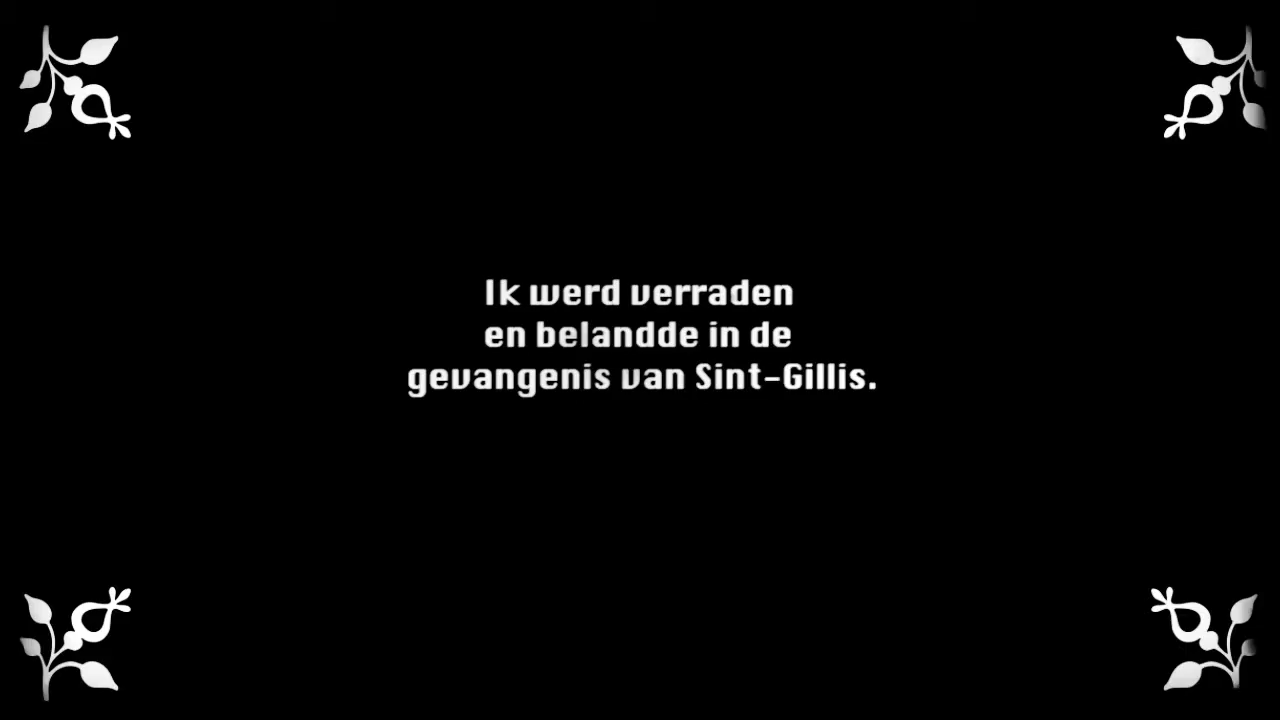 Ik werd verraden
en belandde in de
gevangenis van Sint-Gillis.